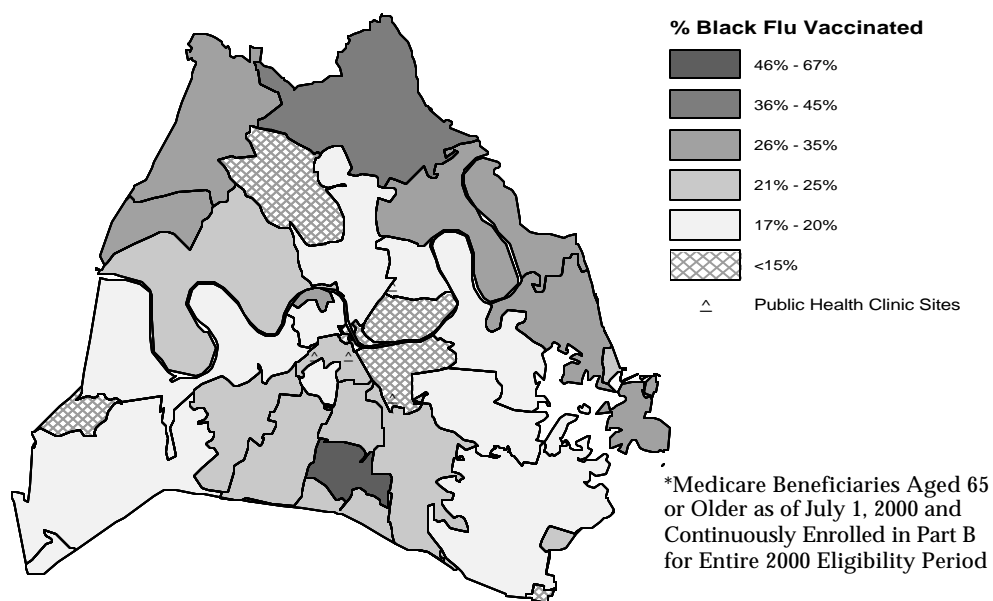 % Black Flu Vaccinated
46% - 67%
36% - 45%
26% - 35%
21% - 25%
17% - 20%
<15%
Public Health Clinic Sites
*Medicare Beneficiaries Aged 65
or Older as of July 1, 2000 and
Continuously Enrolled in Part B
for Entire 2000 Eligibility Period